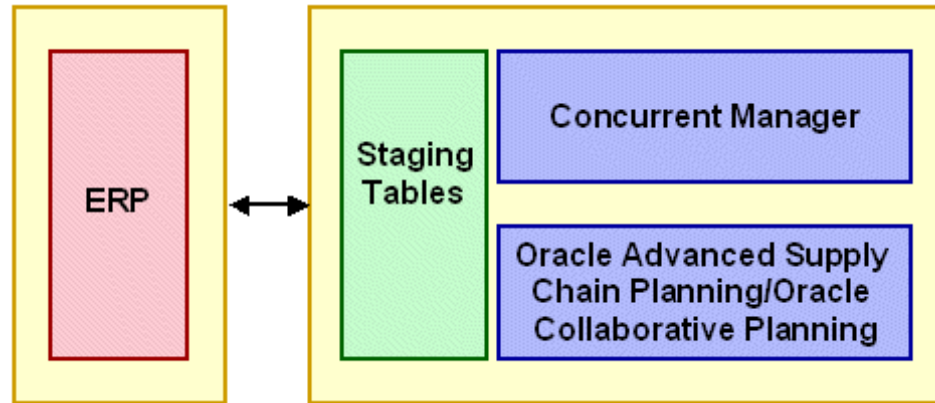 ERP
Staging
Tables
Concurrent Manager
Oracle Advanced Supply
Chain Planning/Oracle
Collaborative Planning